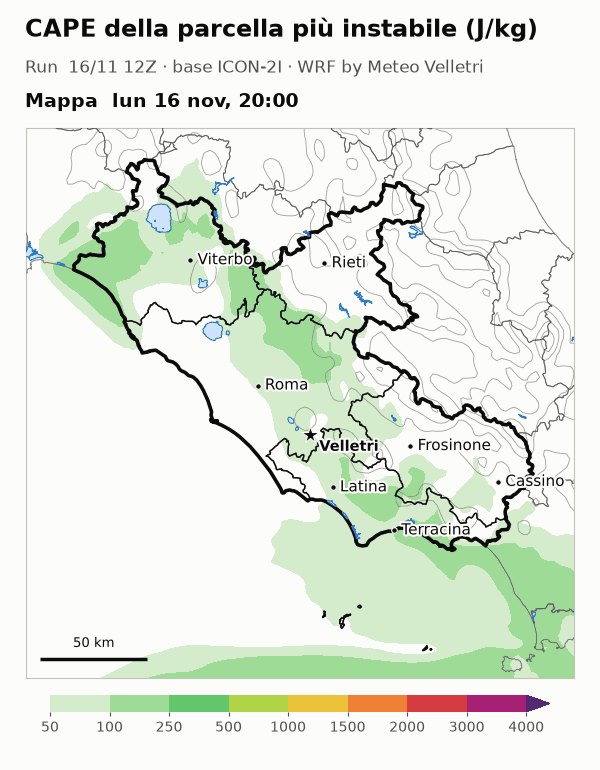 CAPE della parcella più instabile (J/kg)
Run 16/11 12Z · base ICON-2I · WRF by Meteo Velletri
Mappa lun 16 nov, 20:00
Viterbo
Rieti
Roma
Velletri
Frosinone
Latina
Cassino
Terracina
50 km
50 100 250 500 1000 1500 2000 3000 4000